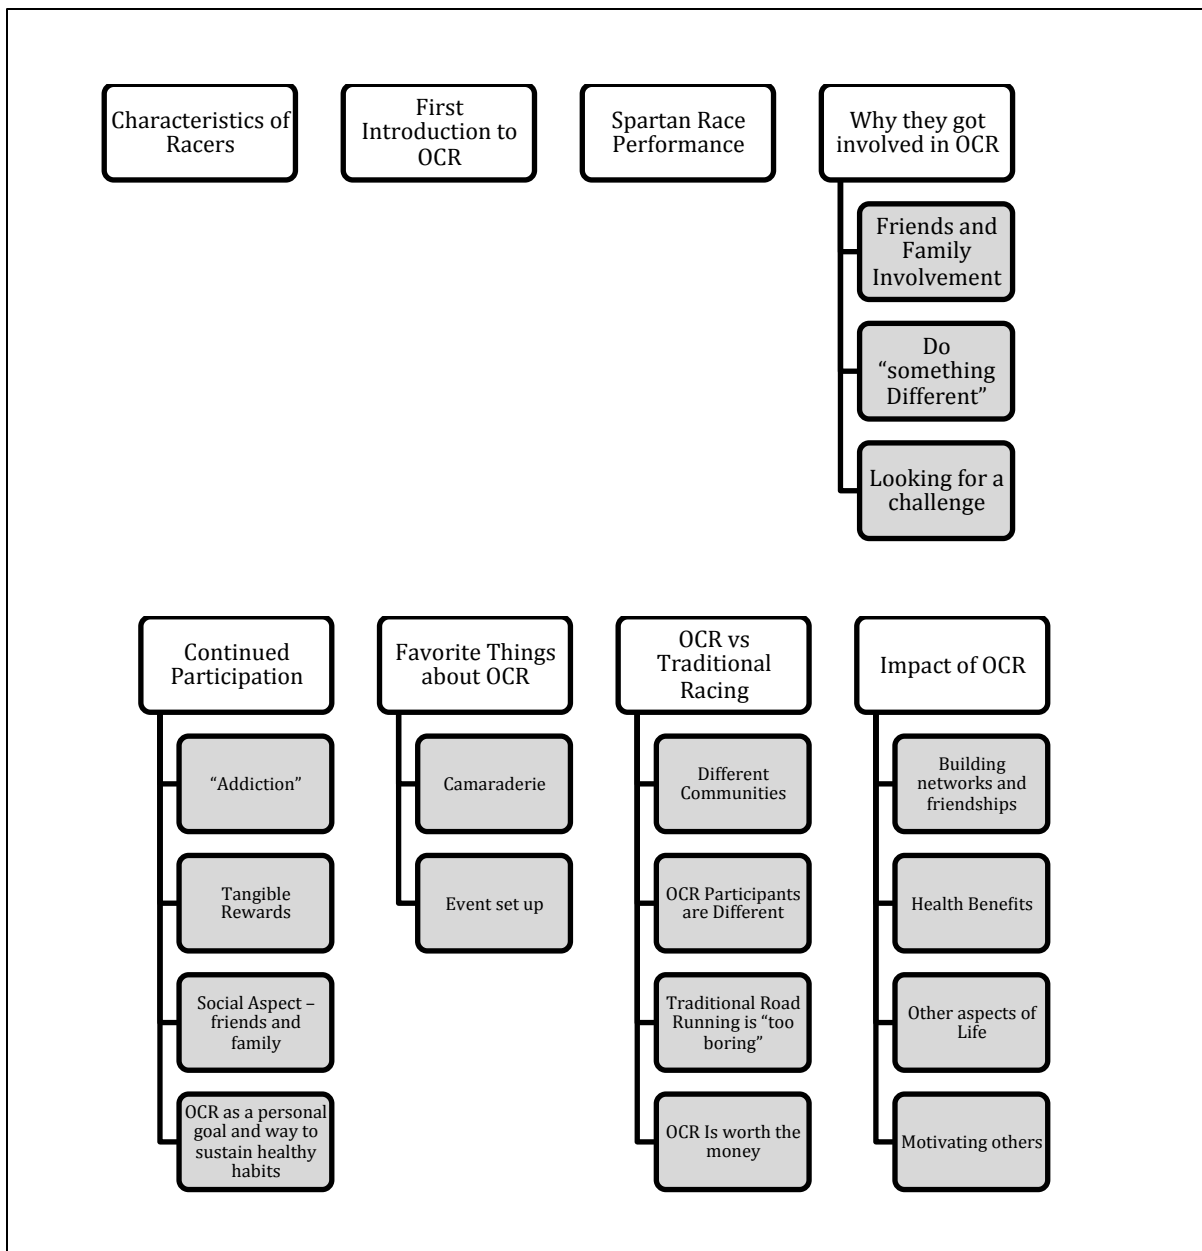 Characteristics of
Racers
First
Introduction to
OCR
Spartan Race
Performance
Why they got
involved in OCR
Friends and
Family
Involvement
Do
“something
Different”
Looking for a
challenge
Continued
Participation
“Addiction”
Tangible
Rewards
Social Aspect –
friends and
family
OCR as a personal
goal and way to
sustain healthy
habits
Favorite Things
about OCR
Camaraderie
Event set up
OCR vs
Traditional
Racing
Different
Communities
OCR Participants
are Different
Traditional Road
Running is “too
boring”
OCR Is worth the
money
Impact of OCR
Building
networks and
friendships
Health Benefits
Other aspects of
Life
Motivating others